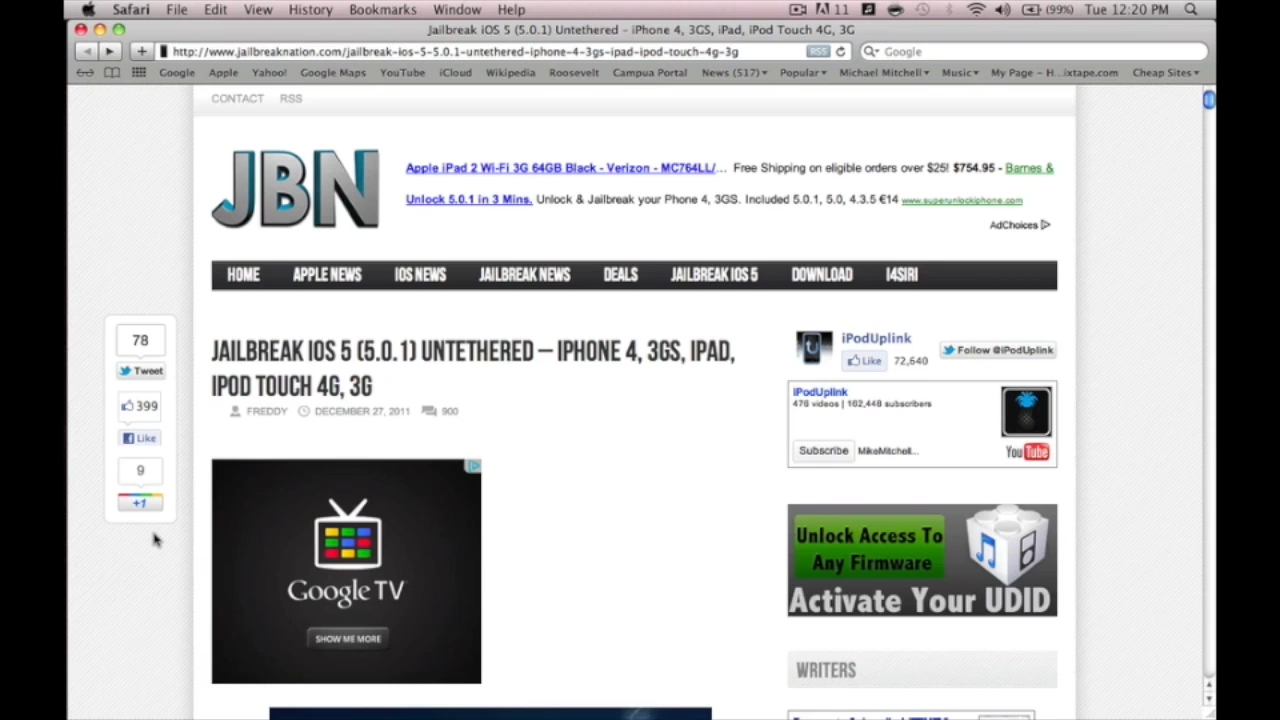 Safari File Edit View History Bookmarks Window Help 11 (99%) Tue 12:20 PM
Jailbreak iOS 5 (5.0.1) Untethered – iPhone 4, 3GS, iPad, iPod Touch 4G, 3G
http://www.jailbreaknation.com/jailbreak-ios-5-5.0.1-untethered-iphone-4-3gs-ipad-ipod-touch-4g-3g RSS Google
Google Apple Yahoo! Google Maps YouTube iCloud Wikipedia Roosevelt Campua Portal News (517) Popular Michael Mitchell Music My Page - H...ixtape.com Cheap Sites
CONTACT RSS
JBN
Apple iPad 2 Wi-Fi 3G 64GB Black - Verizon - MC764LL/... Free Shipping on eligible orders over $25! $754.95 - Barnes &
Unlock 5.0.1 in 3 Mins. Unlock & Jailbreak your Phone 4, 3GS. Included 5.0.1, 5.0, 4.3.5 €14 www.superunlockiphone.com
AdChoices
HOME APPLE NEWS IOS NEWS JAILBREAK NEWS DEALS JAILBREAK IOS 5 DOWNLOAD I4SIRI
78
Tweet
399
Like
9
+1
JAILBREAK IOS 5 (5.0.1) UNTETHERED – IPHONE 4, 3GS, IPAD,
IPOD TOUCH 4G, 3G
FREDDY DECEMBER 27, 2011 900
Google TV
SHOW ME MORE
iPodUplink
Like 72,640 Follow @iPodUplink
iPodUplink
476 videos | 162,448 subscribers
Subscribe MikeMitchell... YouTube
Unlock Access To
Any Firmware
Activate Your UDID
WRITERS